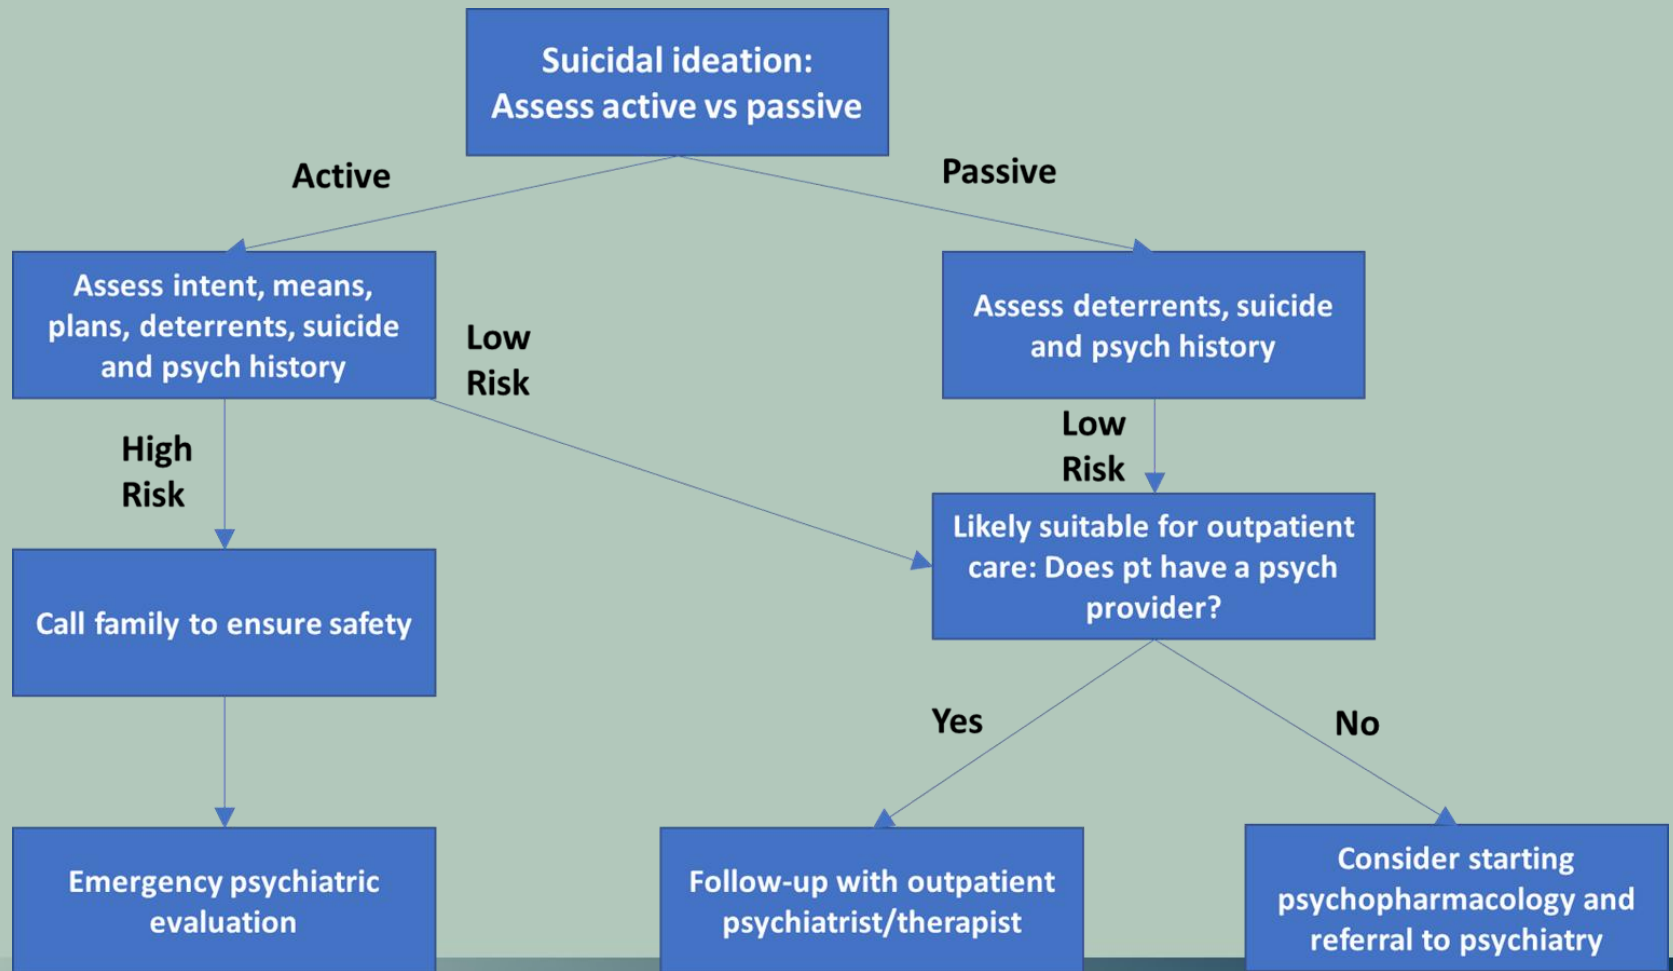 Suicidal ideation:
Assess active vs passive
Active
Passive
Assess intent, means,
plans, deterrents, suicide
and psych history
Low
Risk
Assess deterrents, suicide
and psych history
High
Risk
Low
Risk
Call family to ensure safety
Likely suitable for outpatient
care: Does pt have a psych
provider?
Yes
No
Emergency psychiatric
evaluation
Follow-up with outpatient
psychiatrist/therapist
Consider starting
psychopharmacology and
referral to psychiatry